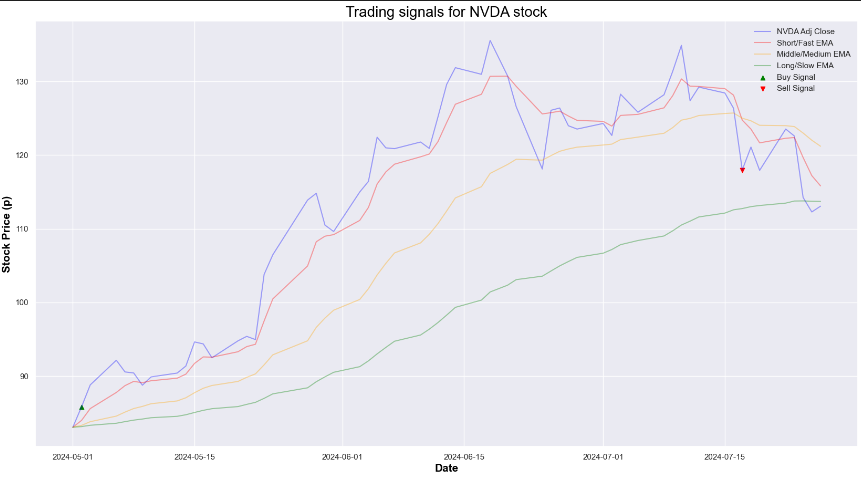 Trading signals for NVDA stock
NVDA Adj Close
Short/Fast EMA
Middle/Medium EMA
Long/Slow EMA
Buy Signal
Sell Signal
Stock Price (p)
130
120
110
100
90
2024-05-01
2024-05-15
2024-06-01
2024-06-15
2024-07-01
2024-07-15
Date